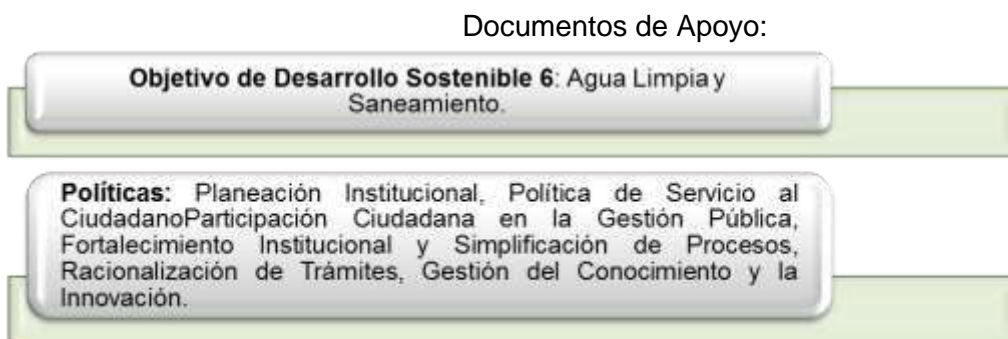 Documentos de Apoyo:
Objetivo de Desarrollo Sostenible 6: Agua Limpia y
Saneamiento.
Políticas: Planeación Institucional, Política de Servicio al
CiudadanoParticipación Ciudadana en la Gestión Pública,
Fortalecimiento Institucional y Simplificación de Procesos,
Racionalización de Trámites, Gestión del Conocimiento y la
Innovación.